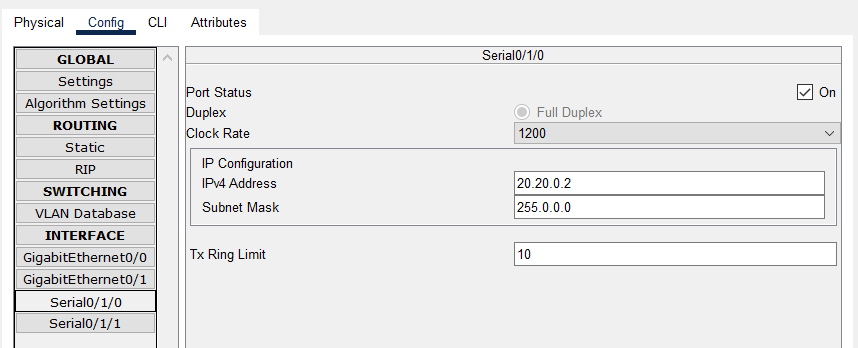 Physical Config CLI Attributes
GLOBAL
Settings
Algorithm Settings
ROUTING
Static
RIP
SWITCHING
VLAN Database
INTERFACE
GigabitEthernet0/0
GigabitEthernet0/1
Serial0/1/0
Serial0/1/1
Serial0/1/0
Port Status On
Duplex Full Duplex
Clock Rate 1200
IP Configuration
IPv4 Address 20.20.0.2
Subnet Mask 255.0.0.0
Tx Ring Limit 10